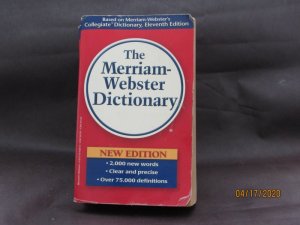 Based on Merriam-Webster's
Collegiate® Dictionary, Eleventh Edition
The
Merriam-
Webster
Dictionary
®
NEW EDITION
• 2,000 new words
• Clear and precise
• Over 75,000 definitions
04/17/2020